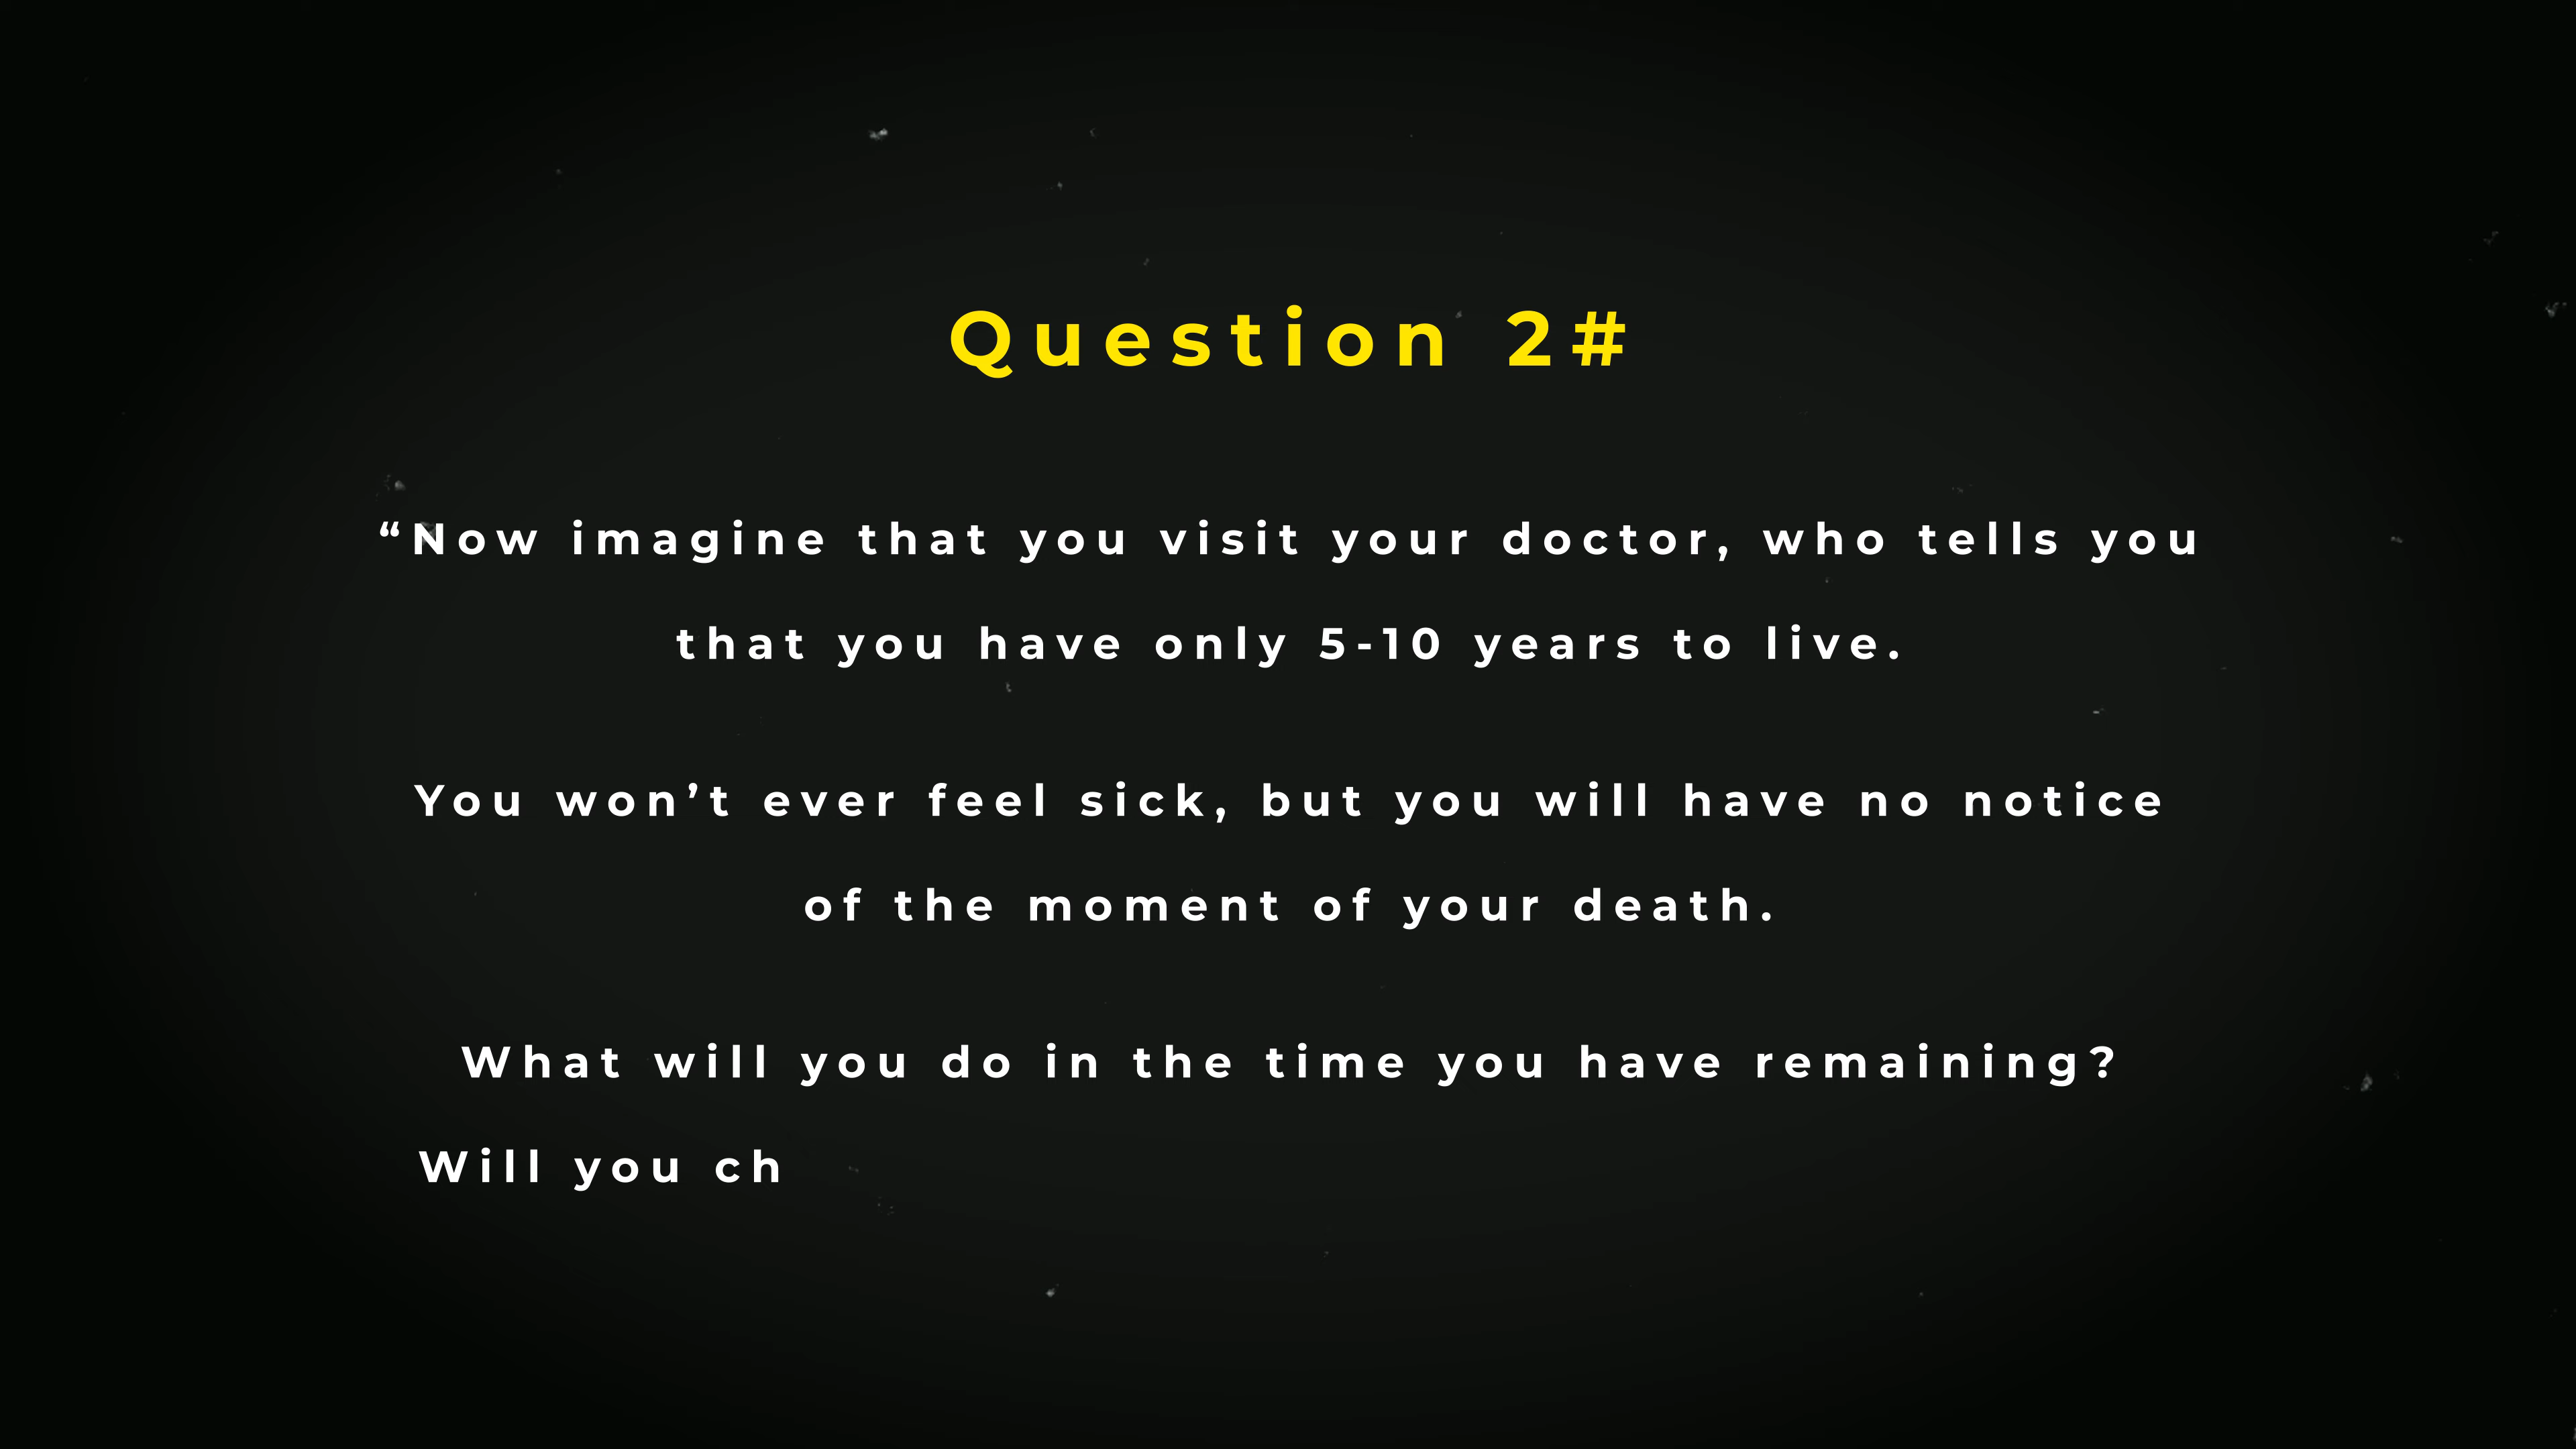 Question 2#
“Now imagine that you visit your doctor, who tells you
that you have only 5-10 years to live.
You won’t ever feel sick, but you will have no notice
of the moment of your death.
What will you do in the time you have remaining?
Will you ch